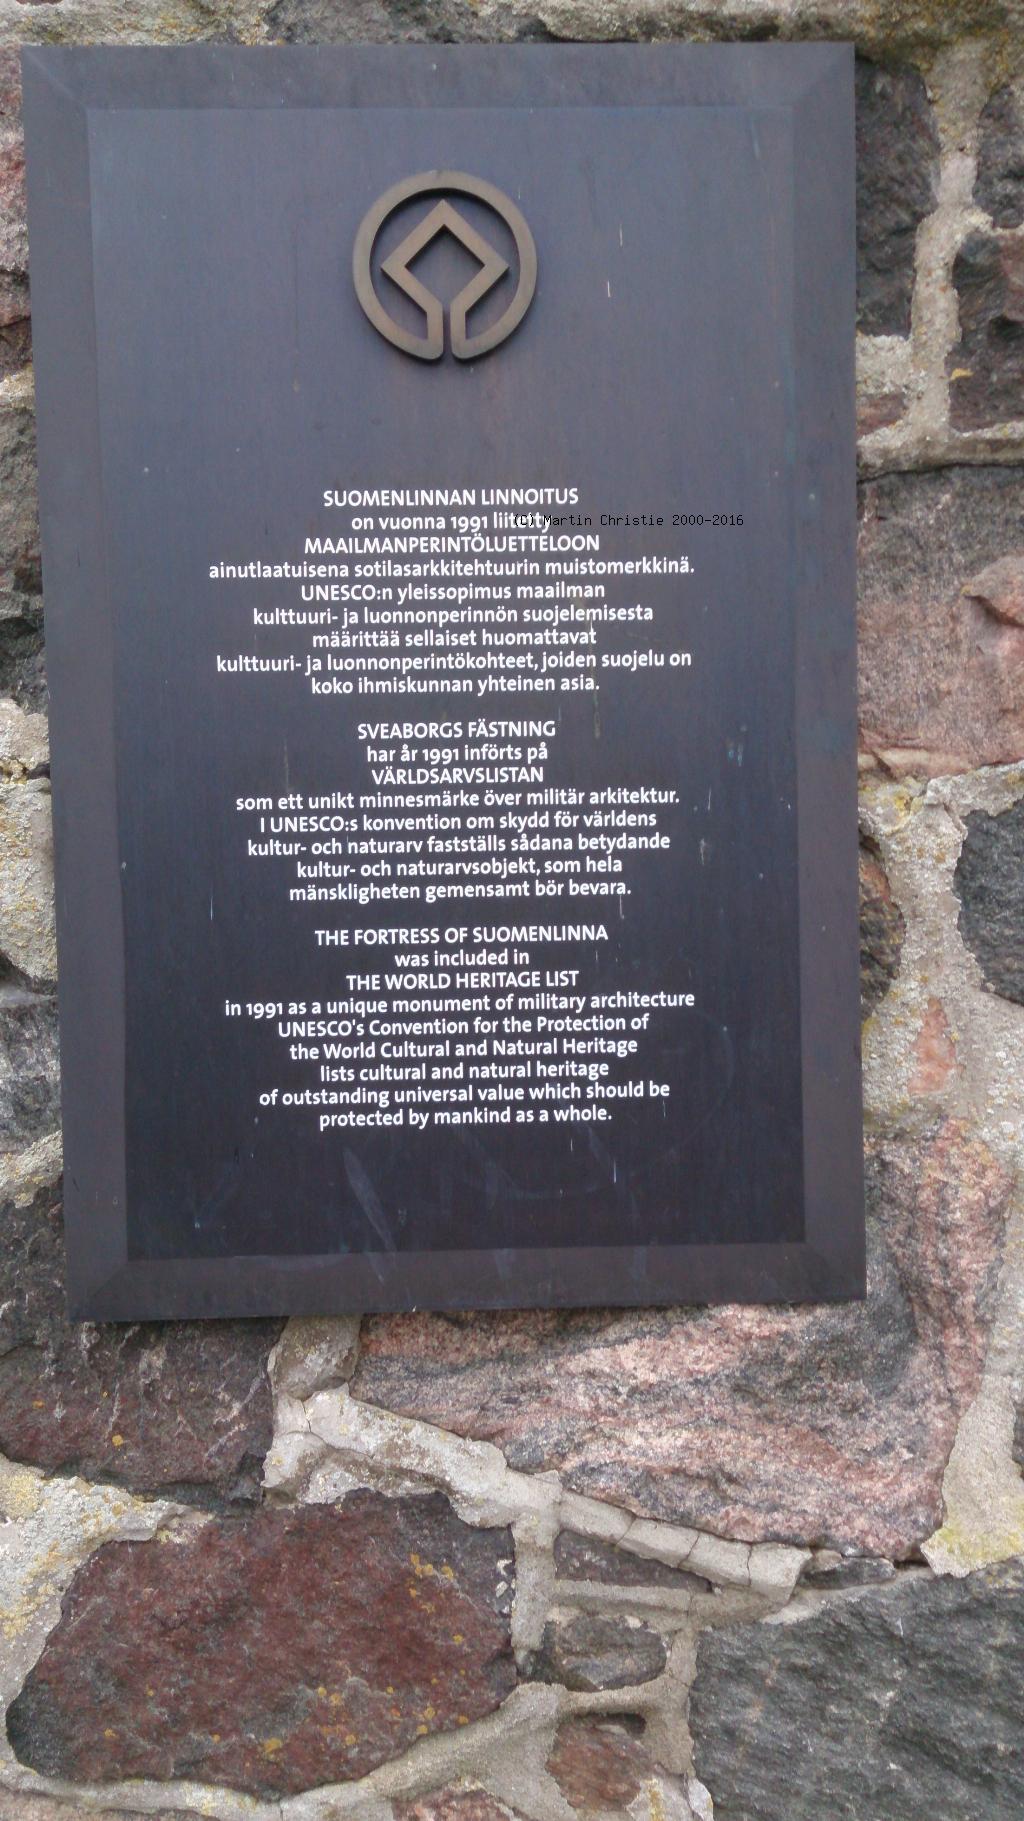 SUOMENLINNAN LINNOITUS
on vuonna 1991 liitetty
(C) Martin Christie 2000-2016
MAAILMANPERINTÖLUETTELOON
ainutlaatuisena sotilasarkkitehtuurin muistomerkkinä.
UNESCO:n yleissopimus maailman
kulttuuri- ja luonnonperinnön suojelemisesta
määrittää sellaiset huomattavat
kulttuuri- ja luonnonperintökohteet, joiden suojelu on
koko ihmiskunnan yhteinen asia.
SVEABORGS FÄSTNING
har år 1991 införts på
VÄRLDSARVSLISTAN
som ett unikt minnesmärke över militär arkitektur.
I UNESCO:s konvention om skydd för världens
kultur- och naturarv fastställs sådana betydande
kultur- och naturarvsobjekt, som hela
mänskligheten gemensamt bör bevara.
THE FORTRESS OF SUOMENLINNA
was included in
THE WORLD HERITAGE LIST
in 1991 as a unique monument of military architecture
UNESCO's Convention for the Protection of
the World Cultural and Natural Heritage
lists cultural and natural heritage
of outstanding universal value which should be
protected by mankind as a whole.